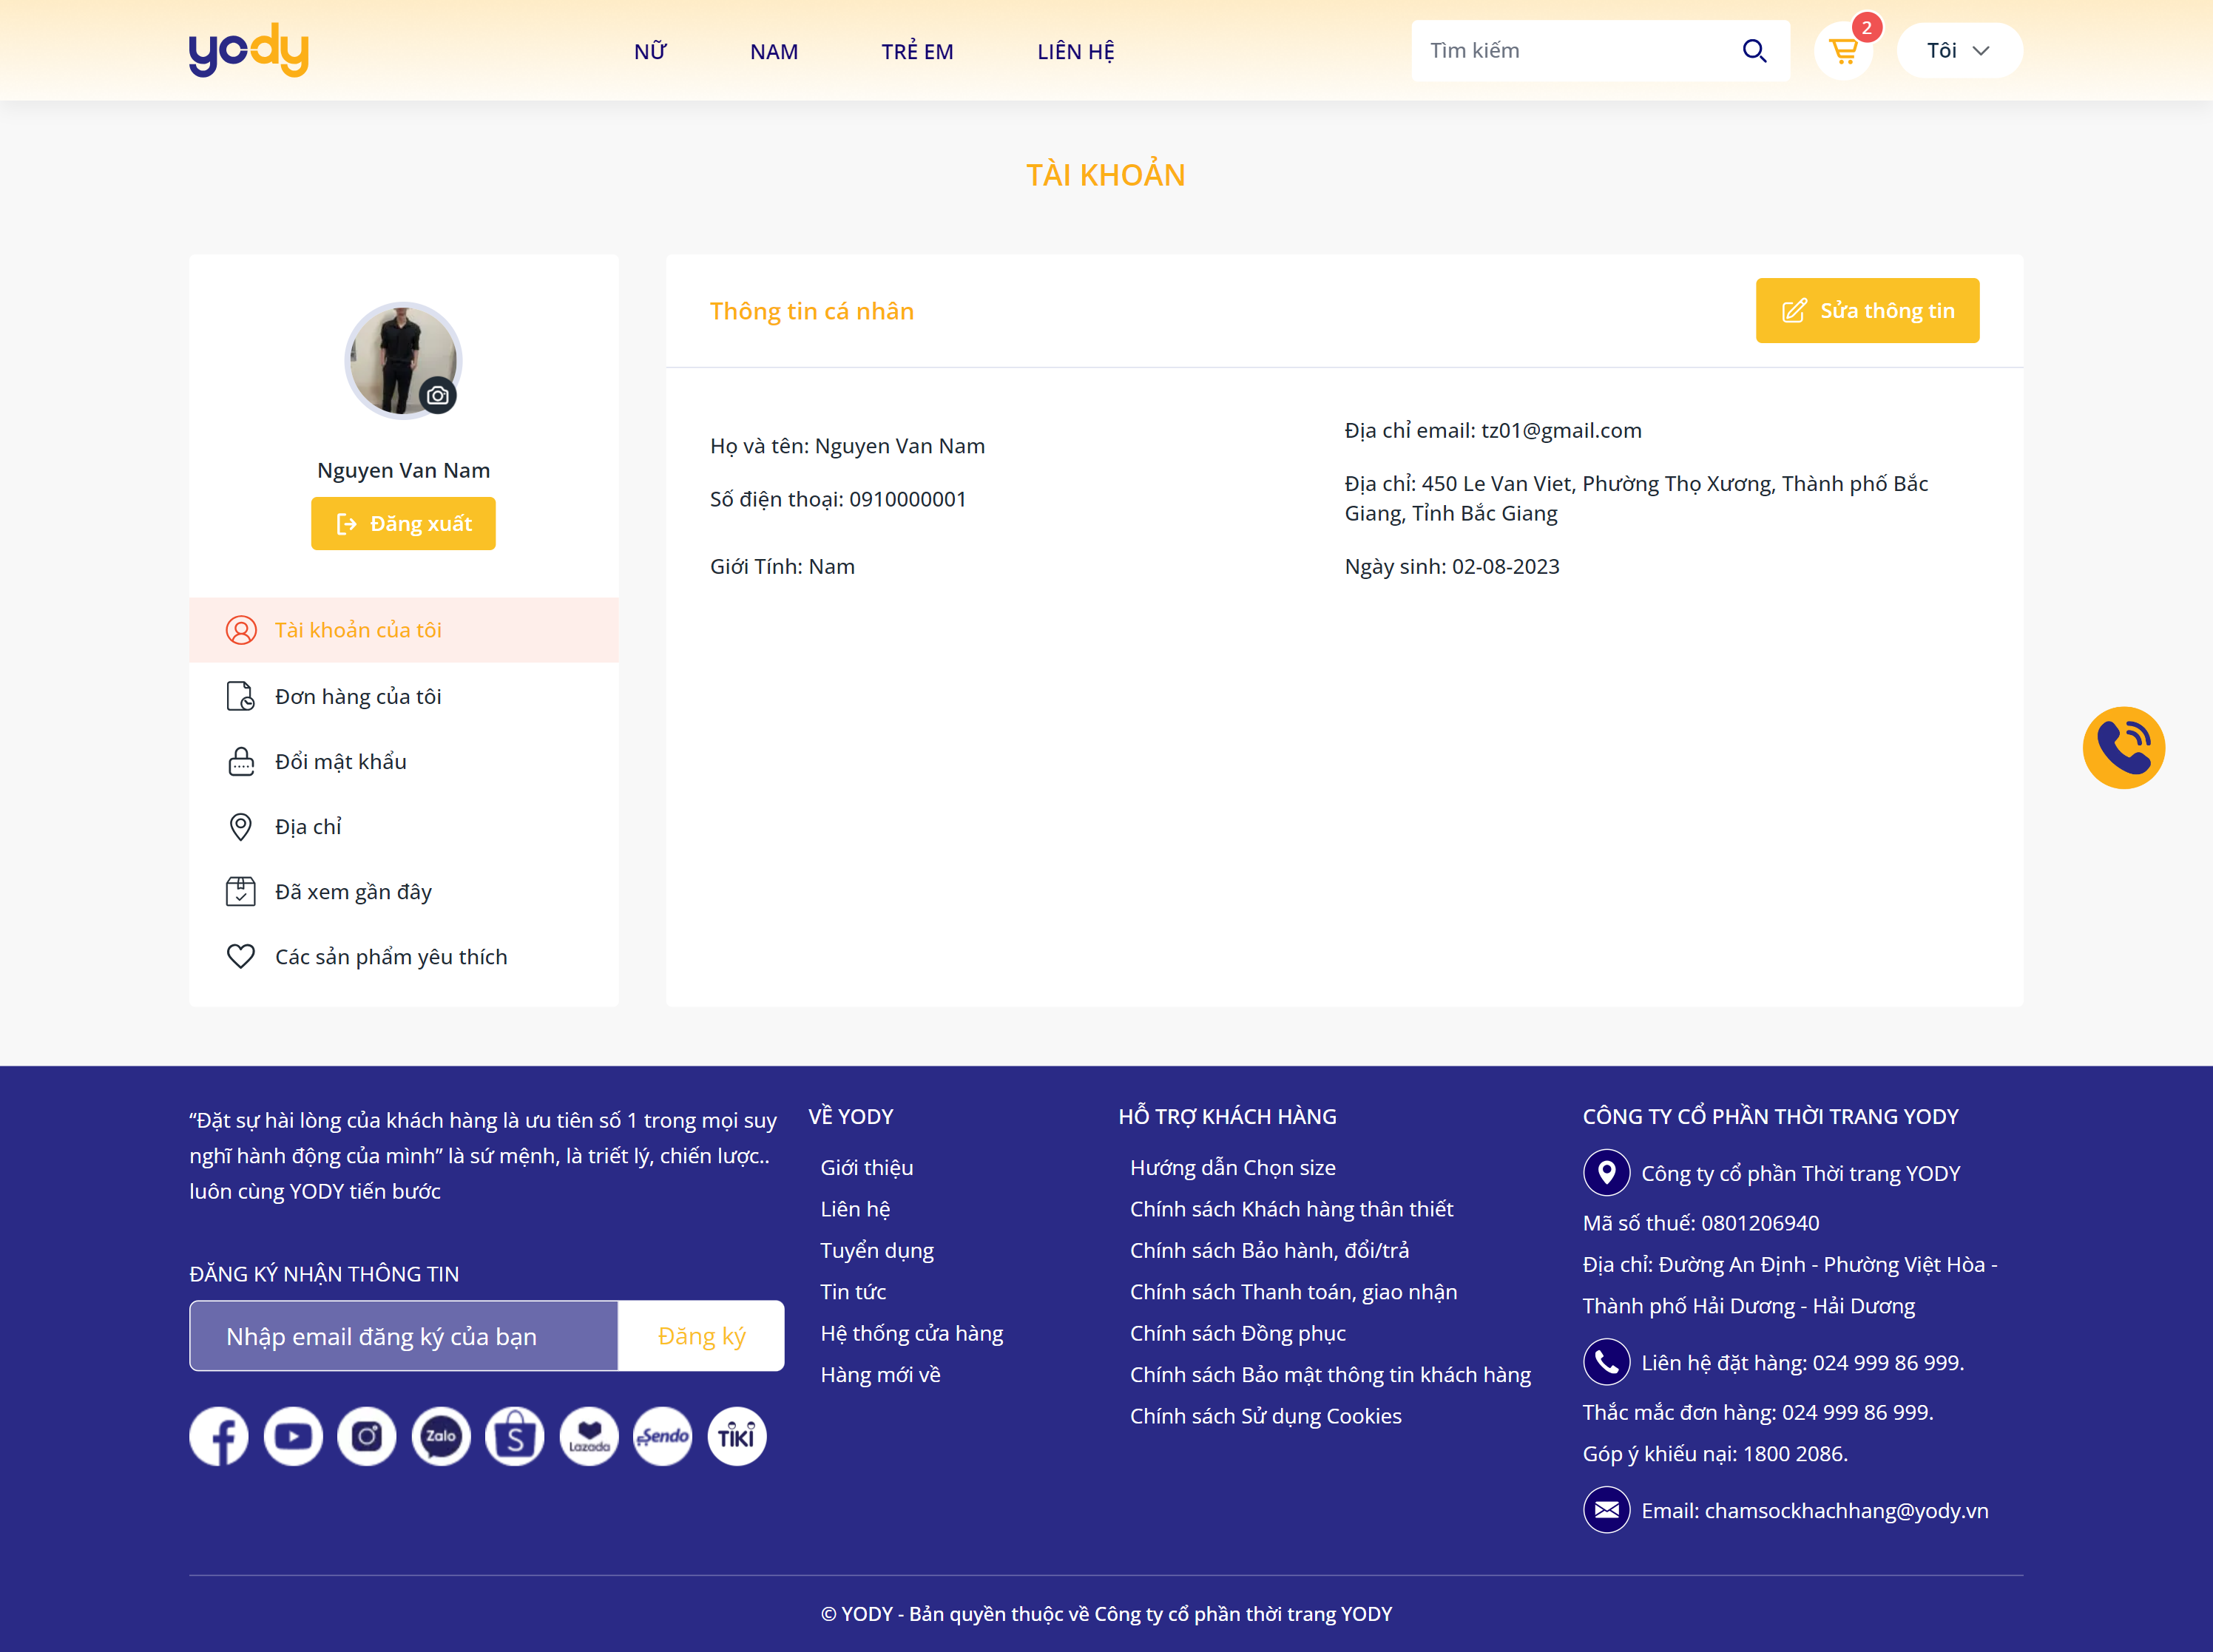 yody
NỮ
NAM
TRẺ EM
LIÊN HỆ
Tìm kiếm
2
Tôi
TÀI KHOẢN
Nguyen Van Nam
Đăng xuất
Tài khoản của tôi
Đơn hàng của tôi
Đổi mật khẩu
Địa chỉ
Đã xem gần đây
Các sản phẩm yêu thích
Thông tin cá nhân
Sửa thông tin
Họ và tên: Nguyen Van Nam
Số điện thoại: 0910000001
Giới Tính: Nam
Địa chỉ email: tz01@gmail.com
Địa chỉ: 450 Le Van Viet, Phường Thọ Xương, Thành phố Bắc
Giang, Tỉnh Bắc Giang
Ngày sinh: 02-08-2023
“Đặt sự hài lòng của khách hàng là ưu tiên số 1 trong mọi suy
nghĩ hành động của mình” là sứ mệnh, là triết lý, chiến lược..
luôn cùng YODY tiến bước
ĐĂNG KÝ NHẬN THÔNG TIN
Nhập email đăng ký của bạn
Đăng ký
Zalo
S
Lazada
Sendo
TIKI
VỀ YODY
Giới thiệu
Liên hệ
Tuyển dụng
Tin tức
Hệ thống cửa hàng
Hàng mới về
HỖ TRỢ KHÁCH HÀNG
Hướng dẫn Chọn size
Chính sách Khách hàng thân thiết
Chính sách Bảo hành, đổi/trả
Chính sách Thanh toán, giao nhận
Chính sách Đồng phục
Chính sách Bảo mật thông tin khách hàng
Chính sách Sử dụng Cookies
CÔNG TY CỔ PHẦN THỜI TRANG YODY
Công ty cổ phần Thời trang YODY
Mã số thuế: 0801206940
Địa chỉ: Đường An Định - Phường Việt Hòa -
Thành phố Hải Dương - Hải Dương
Liên hệ đặt hàng: 024 999 86 999.
Thắc mắc đơn hàng: 024 999 86 999.
Góp ý khiếu nại: 1800 2086.
Email: chamsockhachhang@yody.vn
© YODY - Bản quyền thuộc về Công ty cổ phần thời trang YODY